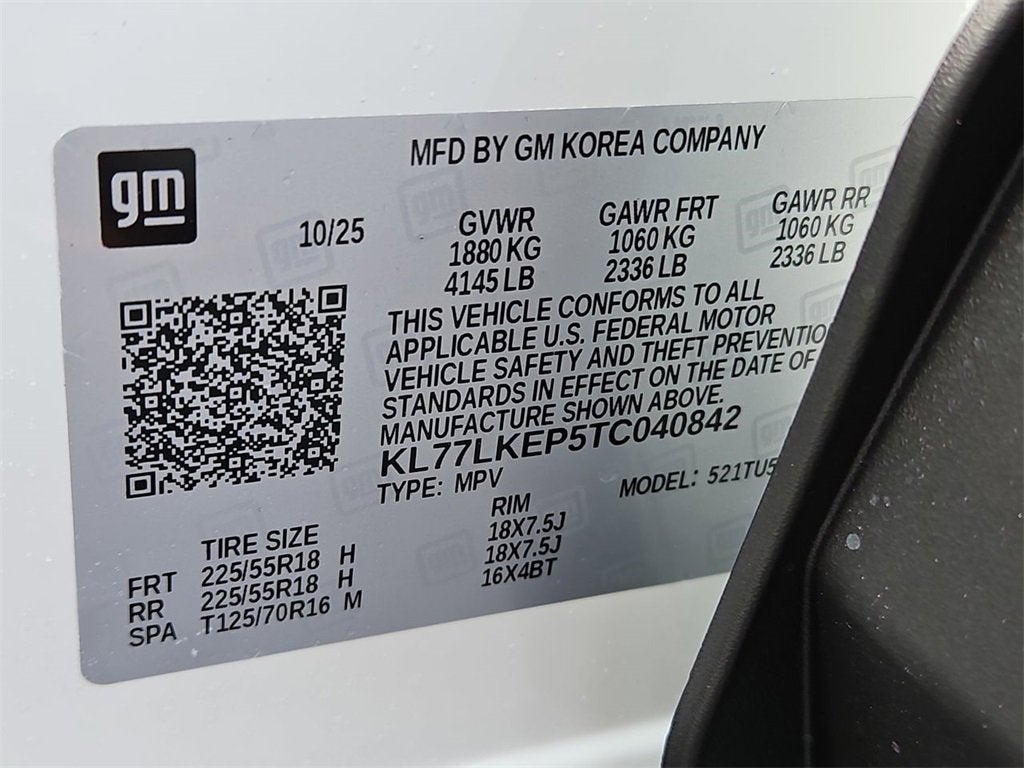 gm
MFD BY GM KOREA COMPANY
10/25
GVWR
1880 KG
4145 LB
GAWR FRT
1060 KG
2336 LB
GAWR RR
1060 KG
2336 LB
THIS VEHICLE CONFORMS TO ALL
APPLICABLE U.S. FEDERAL MOTOR
VEHICLE SAFETY AND THEFT PREVENTIO
STANDARDS IN EFFECT ON THE DATE OF
MANUFACTURE SHOWN ABOVE.
KL77LKEP5TC040842
TYPE: MPV MODEL: 521TU5
TIRE SIZE RIM
FRT 225/55R18 H 18X7.5J
RR 225/55R18 H 18X7.5J
SPA T125/70R16 M 16X4BT